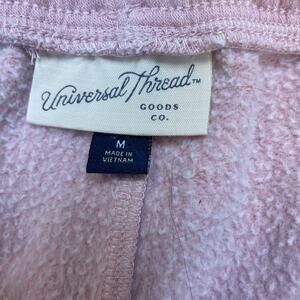 Universal Thread™
GOODS
CO.
M
MADE IN
VIETNAM